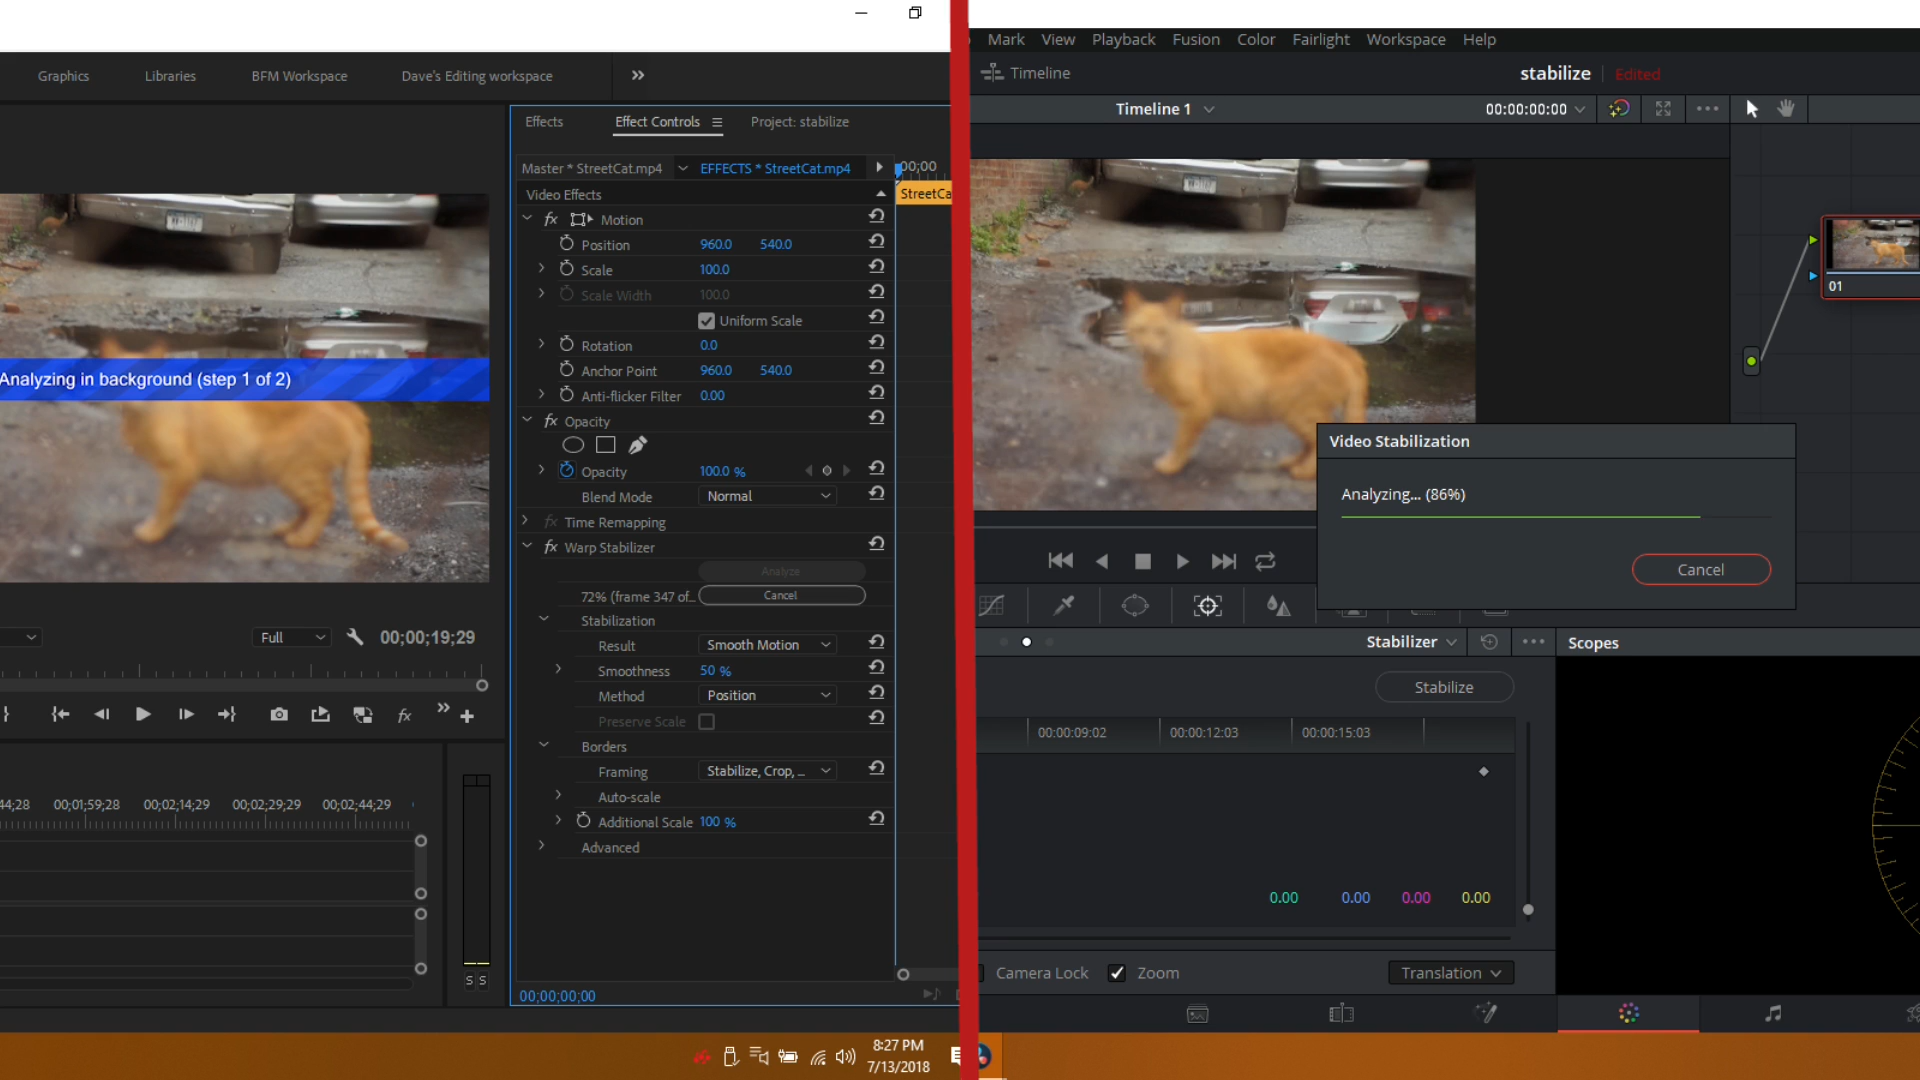 Graphics Libraries BFM Workspace Dave's Editing workspace
Effects Effect Controls Project: stabilize
Master * StreetCat.mp4 EFFECTS * StreetCat.mp4 00;00
Video Effects StreetCa
fx Motion
Position 960.0 540.0
Scale 100.0
Scale Width 100.0
Uniform Scale
Rotation 0.0
Anchor Point 960.0 540.0
Anti-flicker Filter 0.00
fx Opacity
Opacity 100.0 %
Blend Mode Normal
fx Time Remapping
fx Warp Stabilizer
Analyze
72% (frame 347 of... Cancel
Stabilization
Result Smooth Motion
Smoothness 50 %
Method Position
Preserve Scale
Borders
Framing Stabilize, Crop, ...
Auto-scale
Additional Scale 100 %
Advanced
00;00;00;00
Analyzing in background (step 1 of 2)
Full 00;00;19;29
fx
44;28 00;01;59;28 00;02;14;29 00;02;29;29 00;02;44;29
S S
8:27 PM
7/13/2018
Mark View Playback Fusion Color Fairlight Workspace Help
Timeline stabilize Edited
Timeline 1 00:00:00:00
01
Video Stabilization
Analyzing... (86%)
Cancel
Stabilizer Scopes
Stabilize
00:00:09:02 00:00:12:03 00:00:15:03
0.00 0.00 0.00 0.00
Camera Lock Zoom Translation